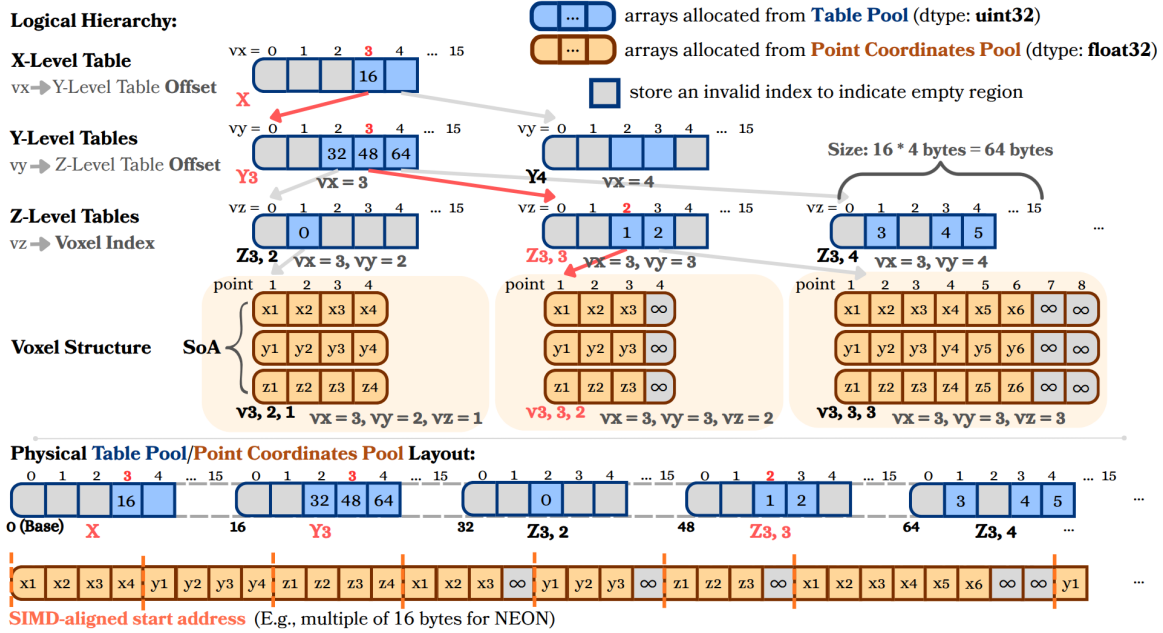 Logical Hierarchy:
... arrays allocated from Table Pool (dtype: uint32)
... arrays allocated from Point Coordinates Pool (dtype: float32)
store an invalid index to indicate empty region
X-Level Table
vx → Y-Level Table Offset
vx = 0 1 2 3 4 ... 15
16
X
Y-Level Tables
vy → Z-Level Table Offset
vy = 0 1 2 3 4 ... 15
32 48 64
Y3
vx = 3
vy = 0 1 2 3 4 ... 15
Y4
vx = 4
Size: 16 * 4 bytes = 64 bytes
Z-Level Tables
vz → Voxel Index
vz = 0 1 2 3 4 ... 15
0
Z3, 2
vx = 3, vy = 2
vz = 0 1 2 3 4 ... 15
1 2
Z3, 3
vx = 3, vy = 3
vz = 0 1 2 3 4 ... 15
3 4 5
Z3, 4
vx = 3, vy = 4
...
Voxel Structure
SoA
point 1 2 3 4
x1 x2 x3 x4
y1 y2 y3 y4
z1 z2 z3 z4
v3, 2, 1
vx = 3, vy = 2, vz = 1
point 1 2 3 4
x1 x2 x3 ∞
y1 y2 y3 ∞
z1 z2 z3 ∞
v3, 3, 2
vx = 3, vy = 3, vz = 2
point 1 2 3 4 5 6 7 8
x1 x2 x3 x4 x5 x6 ∞ ∞
y1 y2 y3 y4 y5 y6 ∞ ∞
z1 z2 z3 z4 z5 z6 ∞ ∞
v3, 3, 3
vx = 3, vy = 3, vz = 3
Physical Table Pool/Point Coordinates Pool Layout:
0 1 2 3 4 ... 15 0 1 2 3 4 ... 15 0 1 2 3 4 ... 15 0 1 2 3 4 ... 15 0 1 2 3 4 ... 15
16 32 48 64 0 1 2 3 4 5 ...
0 (Base) X 16 Y3 32 Z3, 2 48 Z3, 3 64 Z3, 4 ...
x1 x2 x3 x4 y1 y2 y3 y4 z1 z2 z3 z4 x1 x2 x3 ∞ y1 y2 y3 ∞ z1 z2 z3 ∞ x1 x2 x3 x4 x5 x6 ∞ ∞ y1 ...
SIMD-aligned start address (E.g., multiple of 16 bytes for NEON)